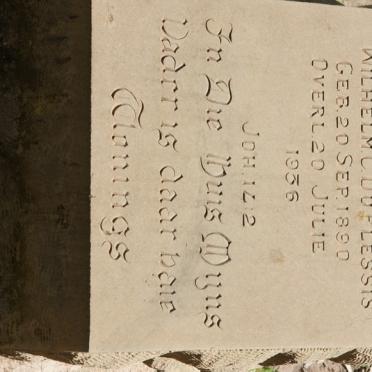 WILHELM C. DU PLESSIS
GEB. 20 SEP. 1890
OVERL. 20 JULIE
1936
JOH. 14:2
In Die Huis Myns
Vader is daar baie
Wonings